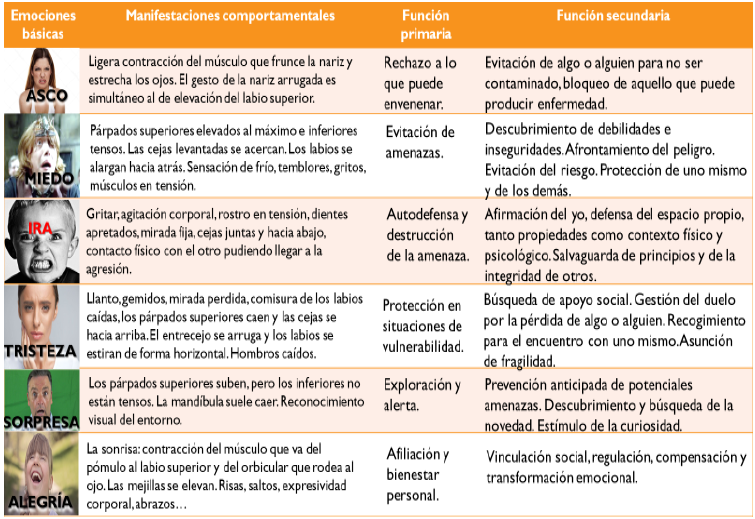 Emociones básicas
Manifestaciones comportamentales
Función primaria
Función secundaria
ASCO
Ligera contracción del músculo que frunce la nariz y
estrecha los ojos. El gesto de la nariz arrugada es
simultáneo al de elevación del labio superior.
Rechazo a lo
que puede
envenenar.
Evitación de algo o alguien para no ser
contaminado, bloqueo de aquello que puede
producir enfermedad.
MIEDO
Párpados superiores elevados al máximo e inferiores
tensos. Las cejas levantadas se acercan. Los labios se
alargan hacia atrás. Sensación de frío, temblores, gritos,
músculos en tensión.
Evitación de
amenazas.
Descubrimiento de debilidades e
inseguridades. Afrontamiento del peligro.
Evitación del riesgo. Protección de uno mismo
y de los demás.
IRA
Gritar, agitación corporal, rostro en tensión, dientes
apretados, mirada fija, cejas juntas y hacia abajo,
contacto físico con el otro pudiendo llegar a la
agresión.
Autodefensa y
destrucción
de la amenaza.
Afirmación del yo, defensa del espacio propio,
tanto propiedades como contexto físico y
psicológico. Salvaguarda de principios y de la
integridad de otros.
TRISTEZA
Llanto, gemidos, mirada perdida, comisura de los labios
caídas, los párpados superiores caen y las cejas se
hacia arriba. El entrecejo se arruga y los labios se
estiran de forma horizontal. Hombros caídos.
Protección en
situaciones de
vulnerabilidad.
Búsqueda de apoyo social. Gestión del duelo
por la pérdida de algo o alguien. Recogimiento
para el encuentro con uno mismo. Asunción
de fragilidad.
SORPRESA
Los párpados superiores suben, pero los inferiores no
están tensos. La mandíbula suele caer. Reconocimiento
visual del entorno.
Exploración y
alerta.
Prevención anticipada de potenciales
amenazas. Descubrimiento y búsqueda de la
novedad. Estímulo de la curiosidad.
ALEGRÍA
La sonrisa: contracción del músculo que va del
pómulo al labio superior y del orbicular que rodea al
ojo. Las mejillas se elevan. Risas, saltos, expresividad
corporal, abrazos…
Afiliación y
bienestar
personal.
Vinculación social, regulación, compensación y
transformación emocional.